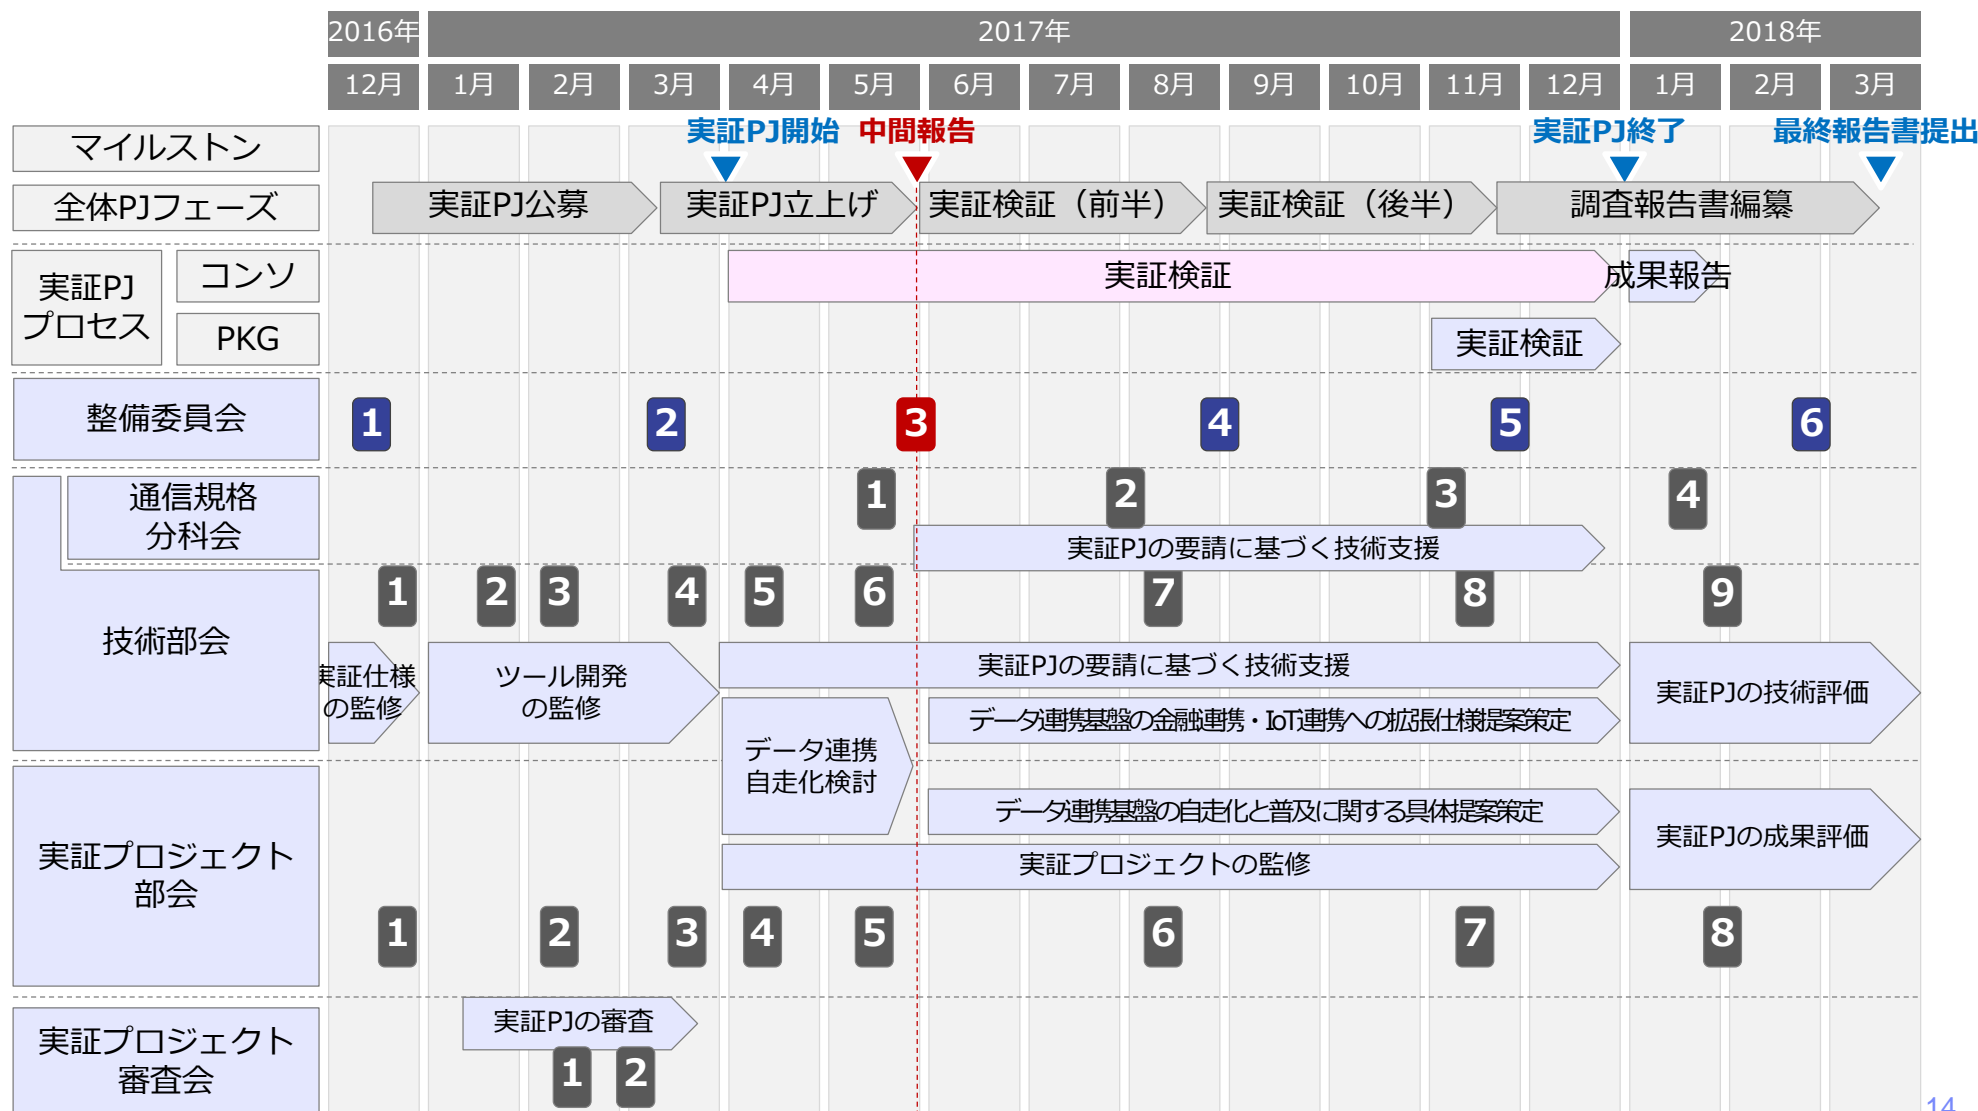 2016年
2017年
2018年
12月
1月
2月
3月
4月
5月
6月
7月
8月
9月
10月
11月
12月
1月
2月
3月
マイルストン
実証PJ開始
中間報告
実証PJ終了
最終報告書提出
全体PJフェーズ
実証PJ公募
実証PJ立上げ
実証検証（前半）
実証検証（後半）
調査報告書編纂
実証PJ
プロセス
コンソ
実証検証
成果報告
PKG
実証検証
整備委員会
1
2
3
4
5
6
通信規格
分科会
1
2
3
4
実証PJの要請に基づく技術支援
技術部会
1
2
3
4
5
6
7
8
9
実証仕様
の監修
ツール開発
の監修
実証PJの要請に基づく技術支援
データ連携基盤の金融連携・IoT連携への拡張仕様提案策定
実証PJの技術評価
データ連携
自走化検討
実証プロジェクト
部会
データ連携基盤の自走化と普及に関する具体提案策定
実証プロジェクトの監修
実証PJの成果評価
1
2
3
4
5
6
7
8
実証プロジェクト
審査会
実証PJの審査
1
2
14